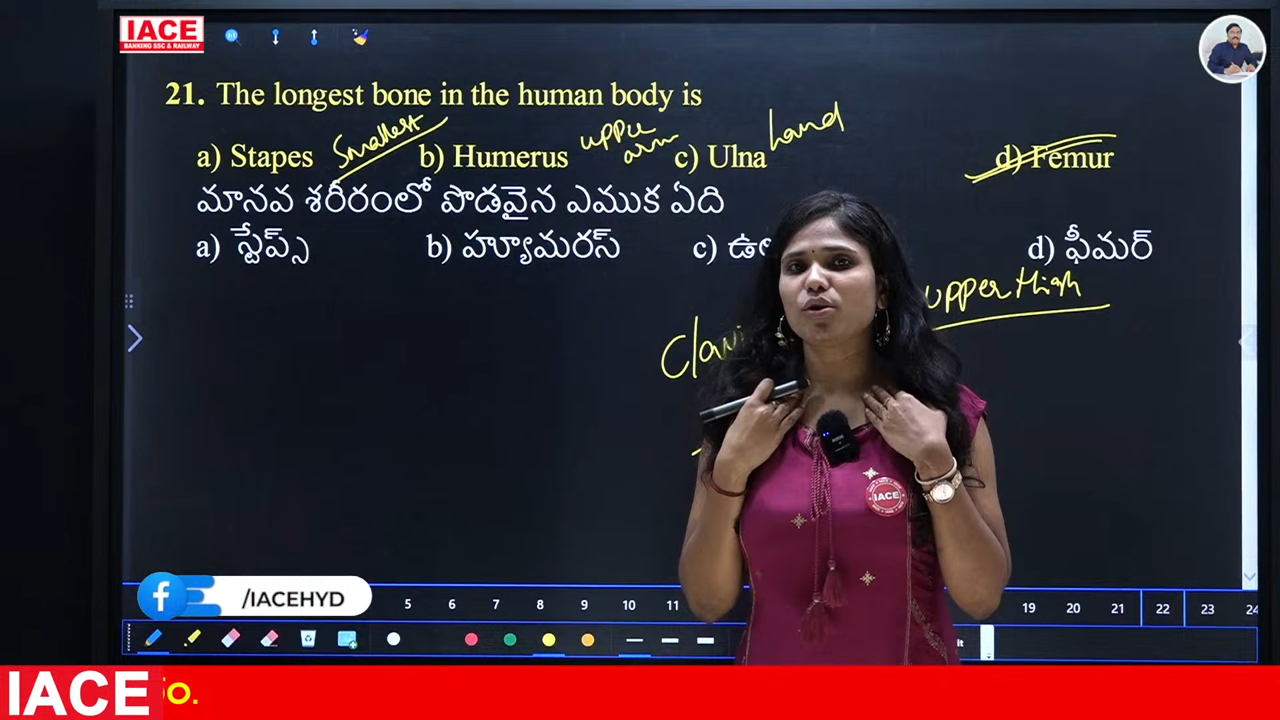 IACE
BANKING SSC & RAILWAY
21. The longest bone in the human body is
a) Stapes Smallest b) Humerus upper arm c) Ulna hand d) Femur
మానవ శరీరంలో పొడవైన ఎముక ఏది
a) స్టేప్స్ b) హ్యూమరస్ c) d) ఫీమర్
upper thigh
IACE
/IACEHYD
5 6 7 8 9 10 11 19 20 21 22 23 24
IACE